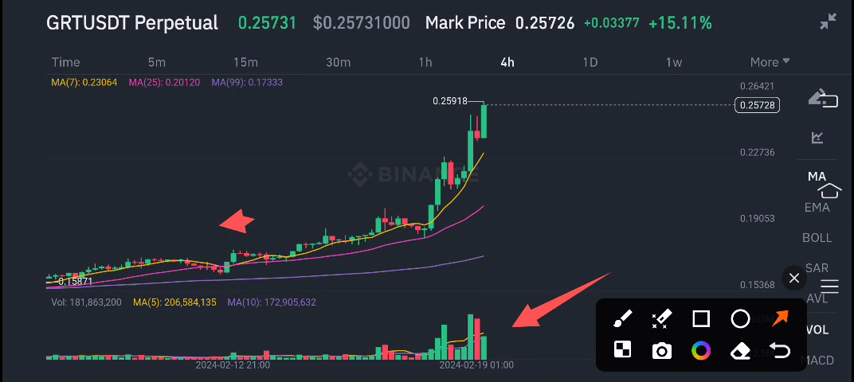 GRTUSDT Perpetual 0.25731 $0.25731000 Mark Price 0.25726 +0.03377 +15.11%
Time 5m 15m 30m 1h 4h 1D 1w More
MA(7): 0.23064 MA(25): 0.20120 MA(99): 0.17333
0.26421
0.25918
0.25728
0.22736
BINANCE
MA
EMA
0.19053
BOLL
SAR
0.15871
0.15368
AVL
Vol: 181,863,200 MA(5): 206,584,135 MA(10): 172,905,632
VOL
MACD
2024-02-12 21:00 2024-02-19 01:00